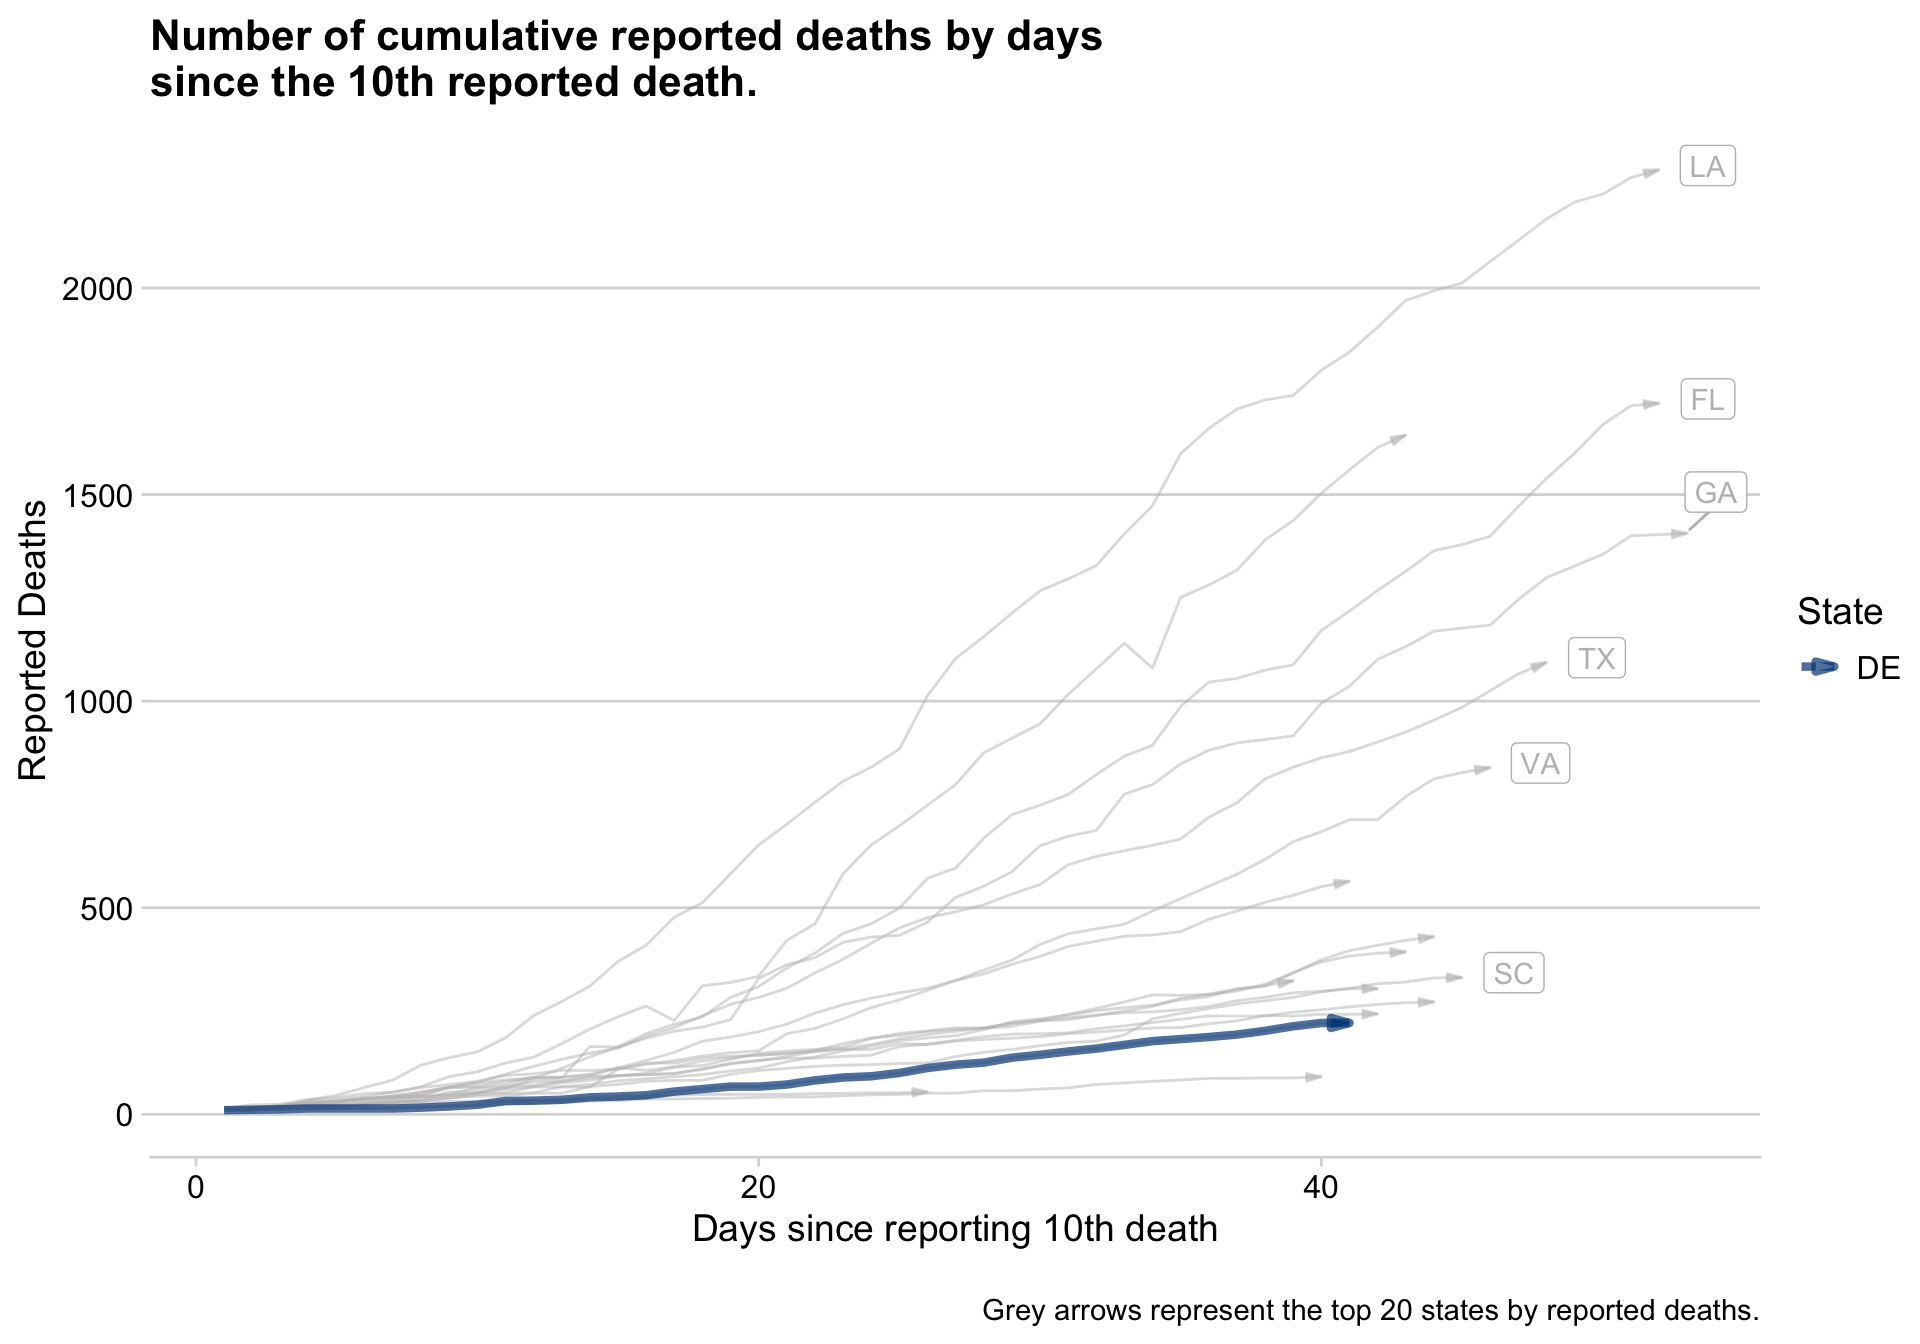 Number of cumulative reported deaths by days
since the 10th reported death.
LA
2000
FL
1500
GA
Reported Deaths
State
TX
DE
1000
VA
500
SC
0
0
20
40
Days since reporting 10th death
Grey arrows represent the top 20 states by reported deaths.